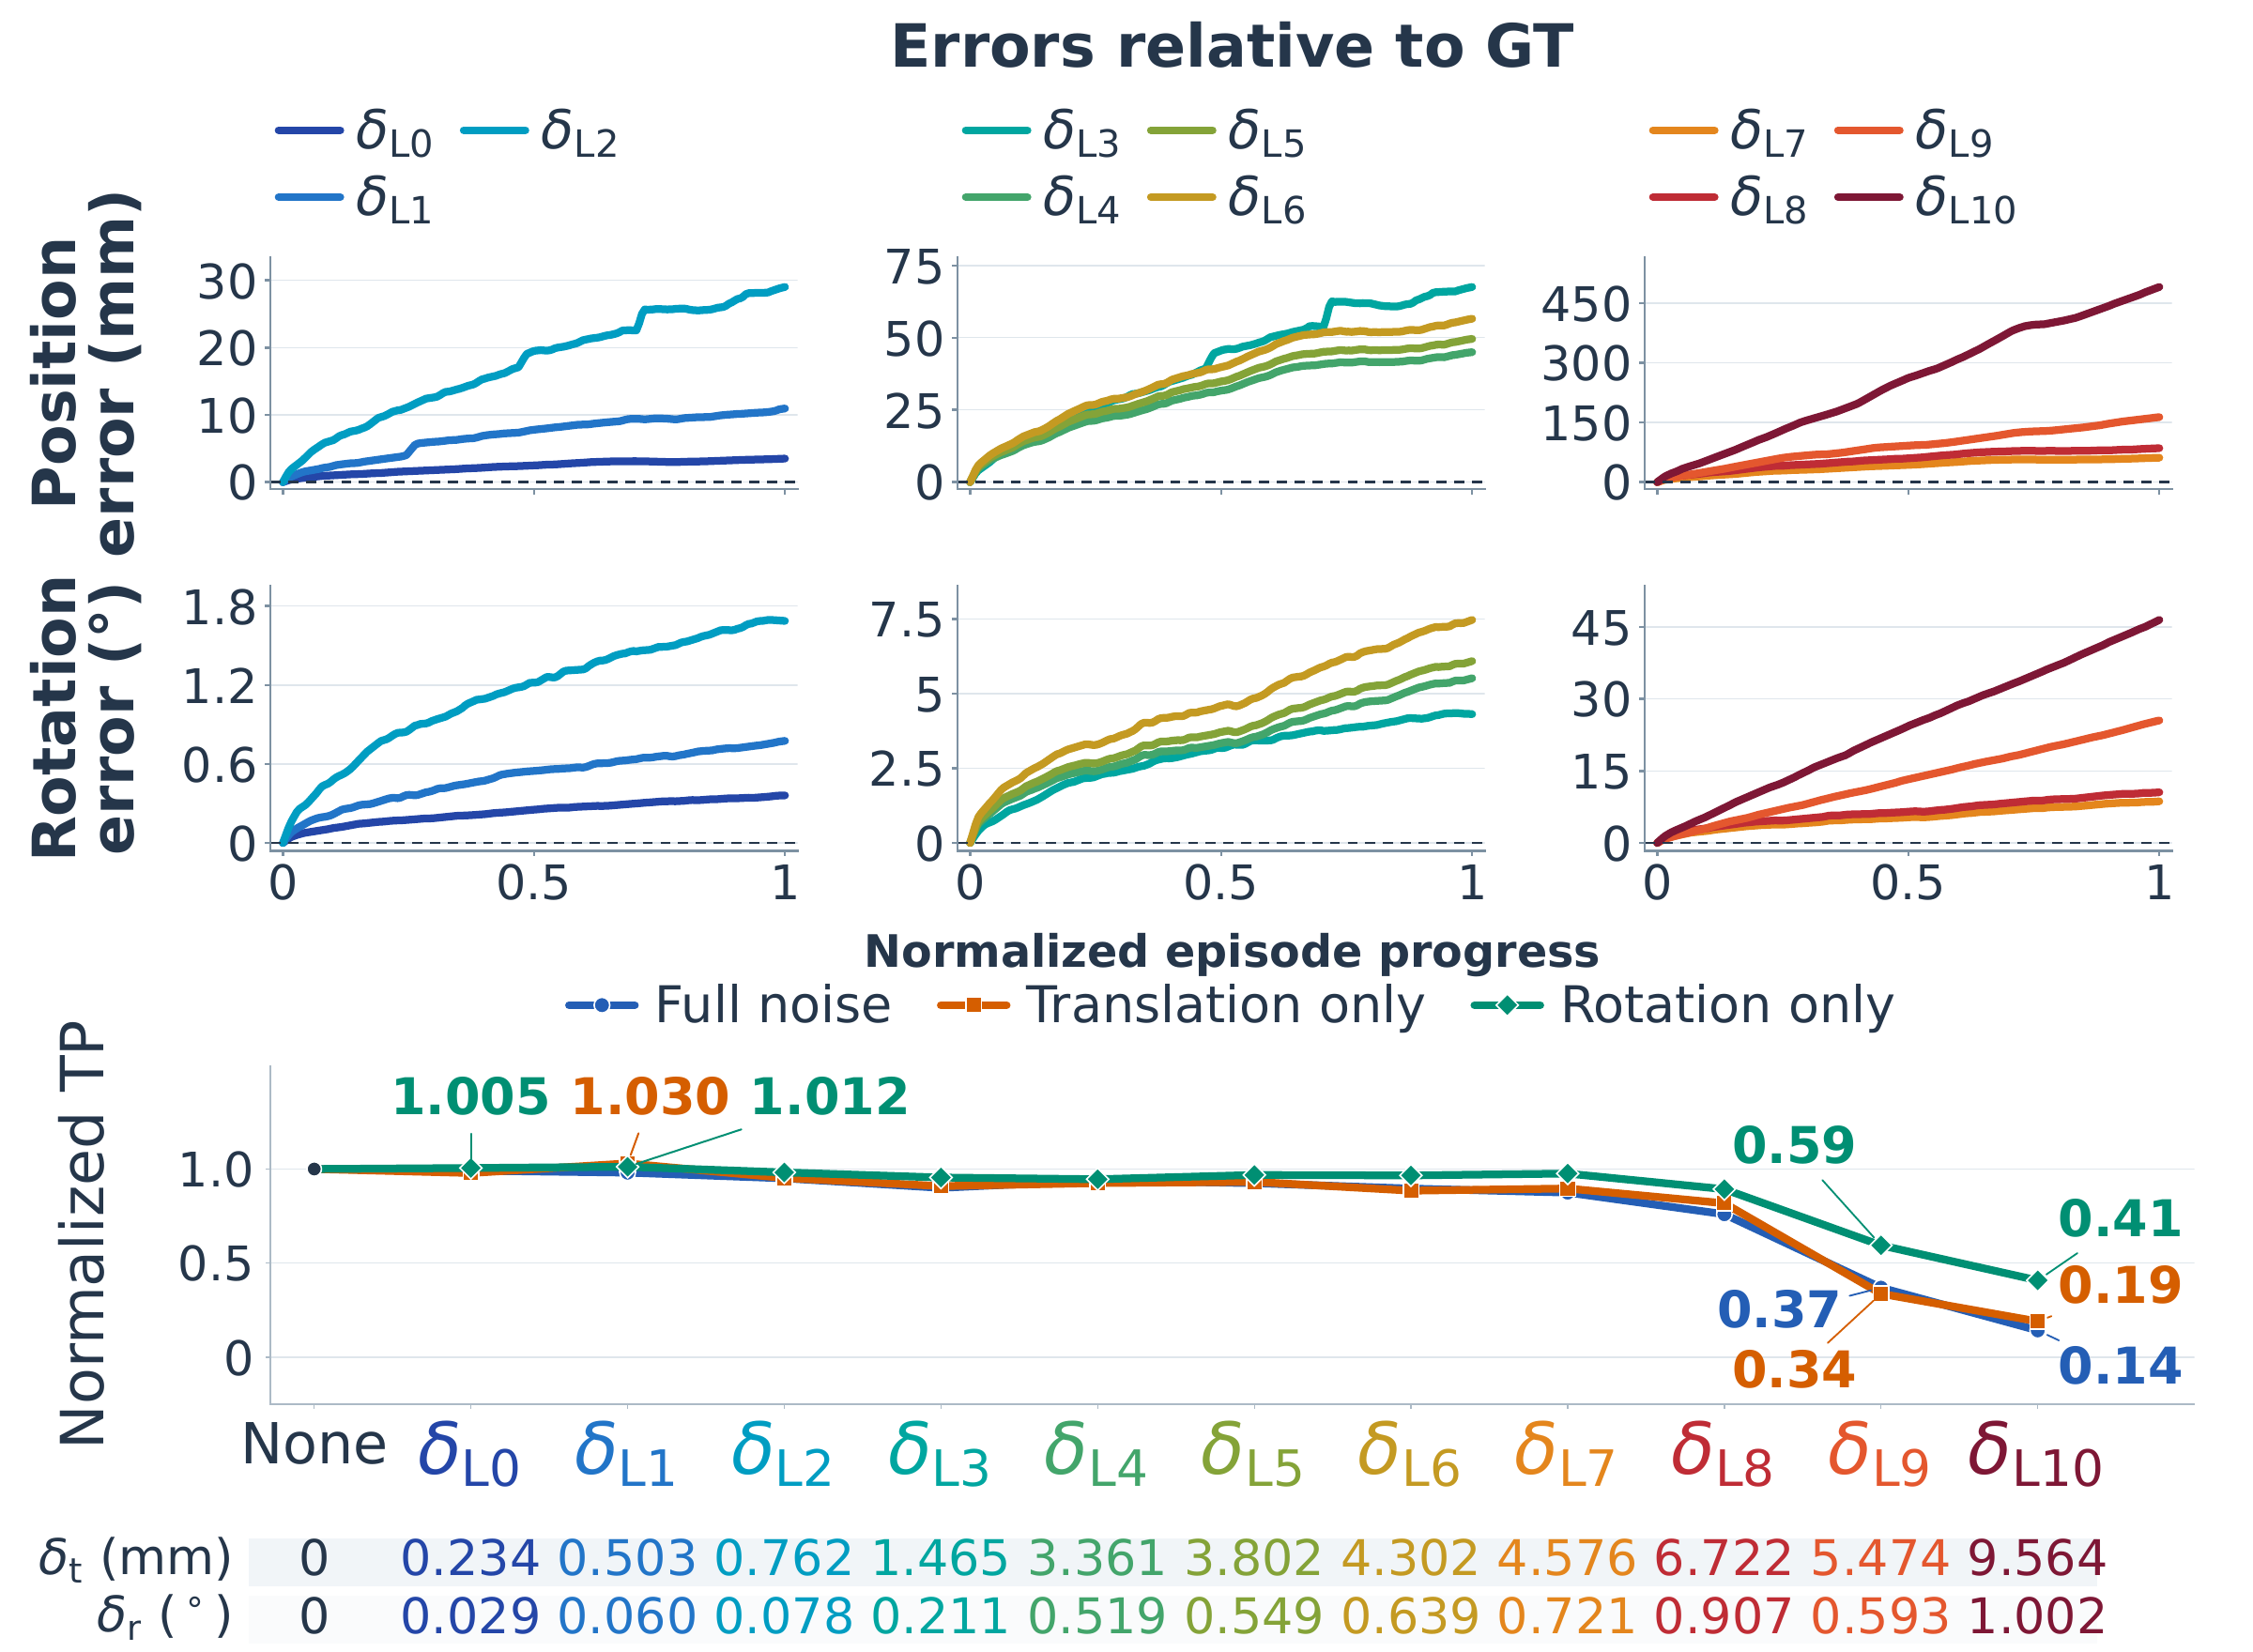 Errors relative to GT
δL0 δL2 δL3 δL5 δL7 δL9
δL1 δL4 δL6 δL8 δL10
Position
error (mm)
30
20
10
0
75
50
25
0
450
300
150
0
Rotation
error (°)
1.8
1.2
0.6
0
7.5
5
2.5
0
45
30
15
0
0 0.5 1 0 0.5 1 0 0.5 1
Normalized episode progress
Full noise Translation only Rotation only
Normalized TP
1.0
0.5
0
1.005 1.030 1.012
0.59
0.41
0.37
0.34
0.19
0.14
None δL0 δL1 δL2 δL3 δL4 δL5 δL6 δL7 δL8 δL9 δL10
δt (mm) 0 0.234 0.503 0.762 1.465 3.361 3.802 4.302 4.576 6.722 5.474 9.564
δr (°) 0 0.029 0.060 0.078 0.211 0.519 0.549 0.639 0.721 0.907 0.593 1.002